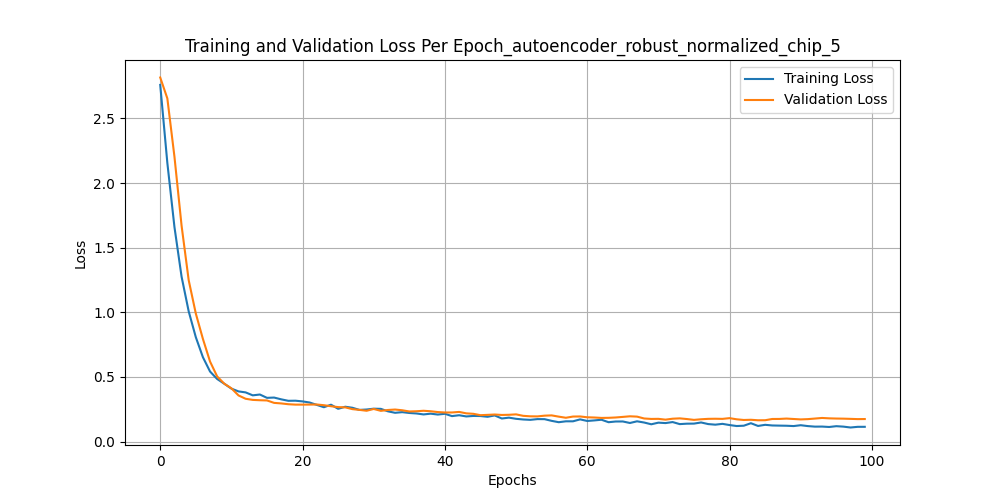 Training and Validation Loss Per Epoch_autoencoder_robust_normalized_chip_5
Training Loss
Validation Loss
2.5
2.0
1.5
1.0
0.5
0.0
Loss
0 20 40 60 80 100
Epochs